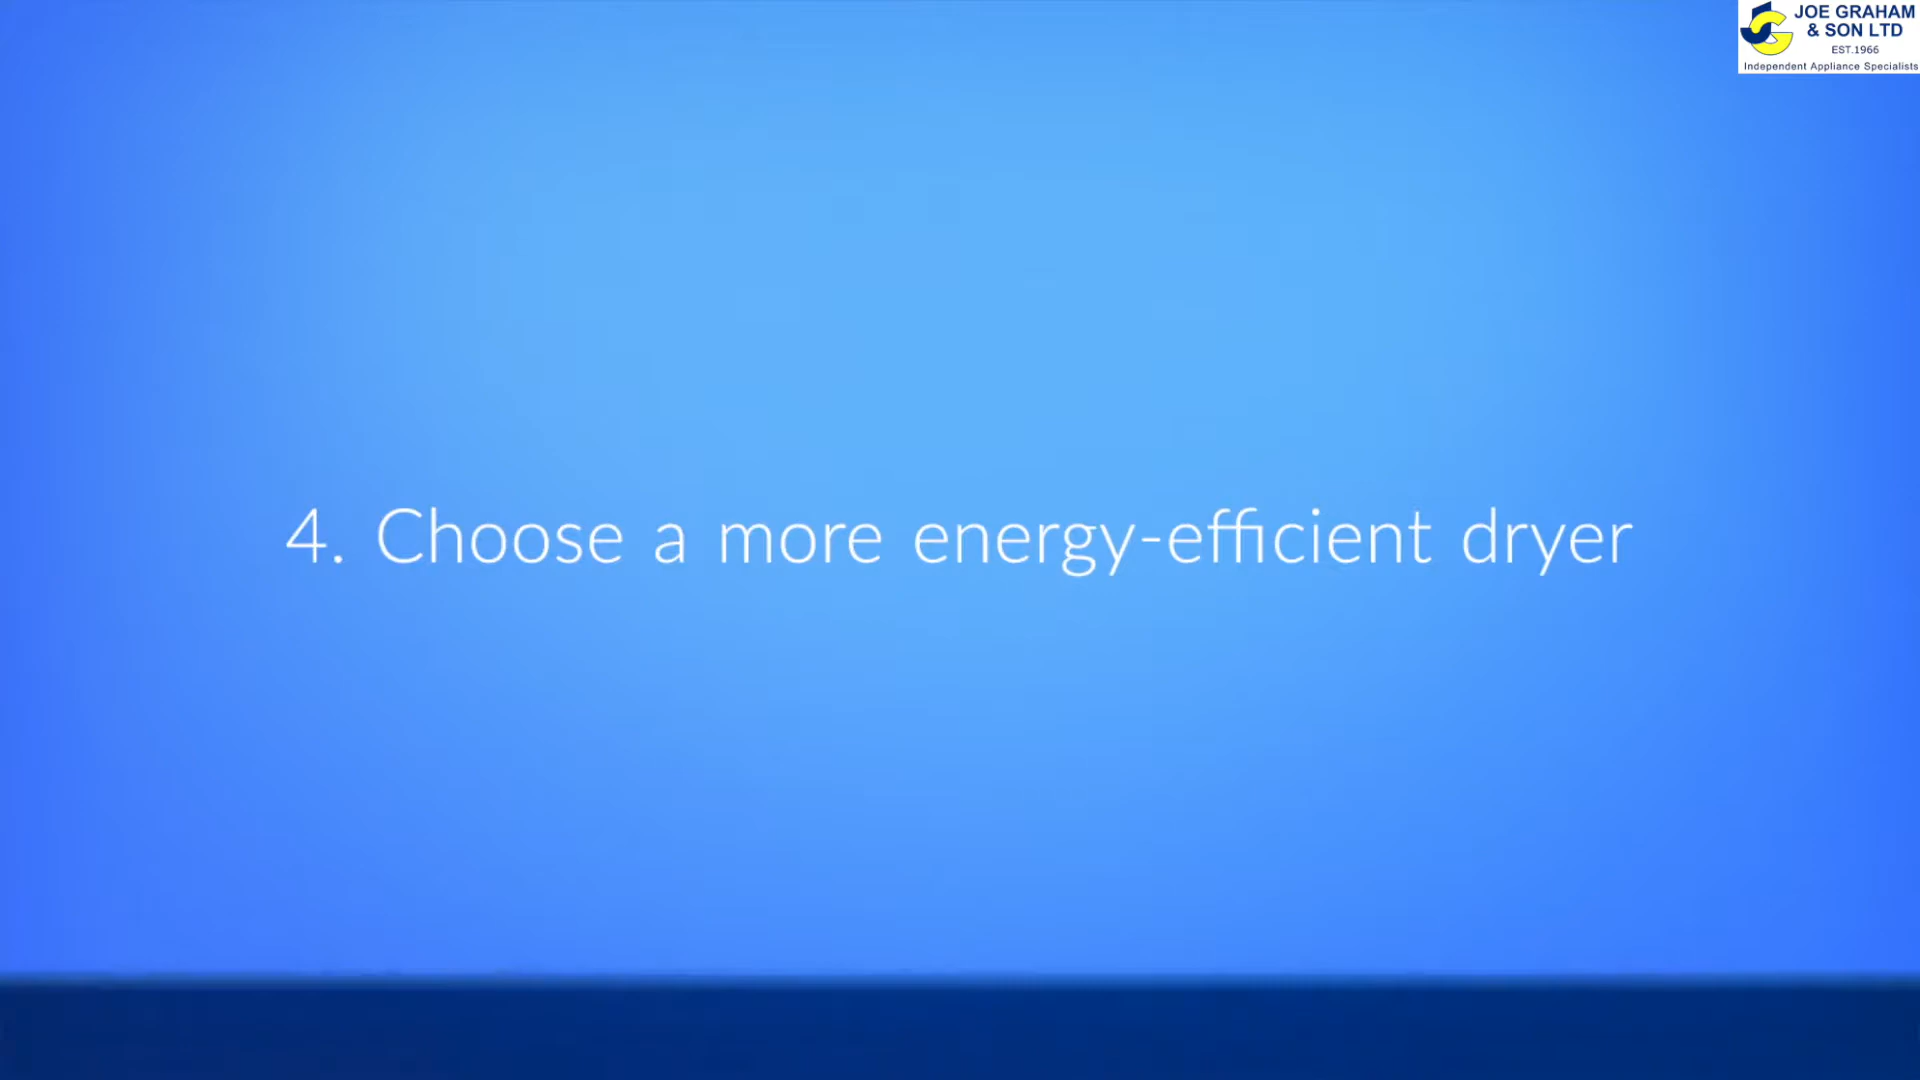 JOE GRAHAM
& SON LTD
EST.1966
Independent Appliance Specialists
4. Choose a more energy-efficient dryer